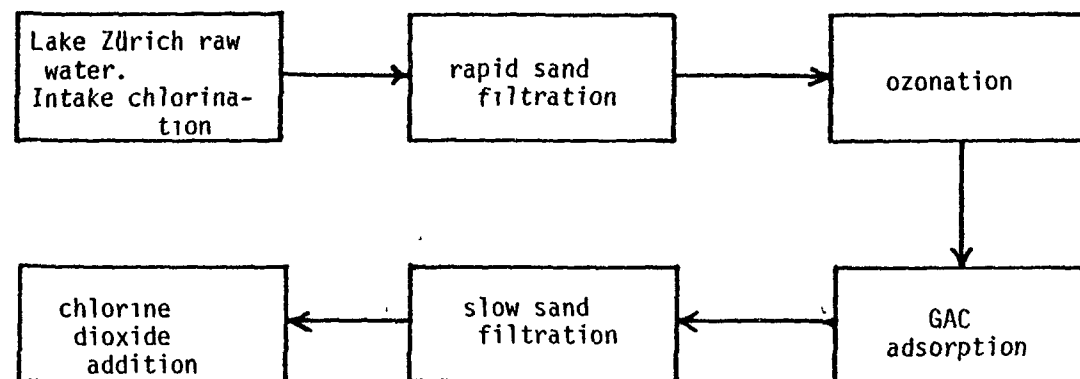 Lake Zürich raw
water.
Intake chlorina-
tion
rapid sand
filtration
ozonation
GAC
adsorption
slow sand
filtration
chlorine
dioxide
addition